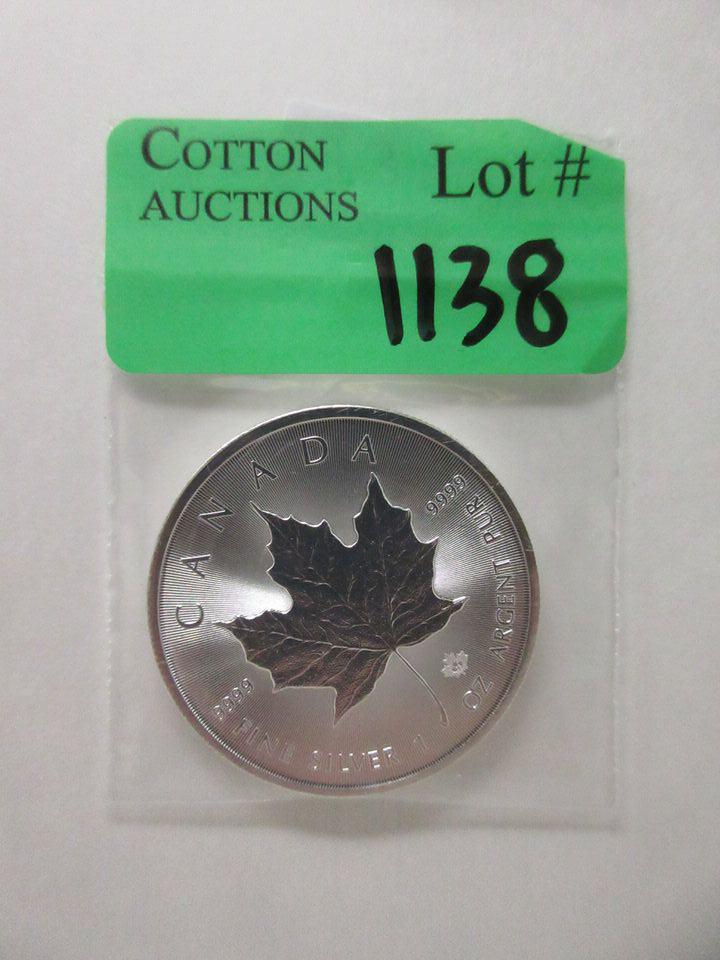 COTTON
AUCTIONS
Lot #
1138
CANADA
9999
9999
FINE SILVER 1 OZ ARGENT PUR